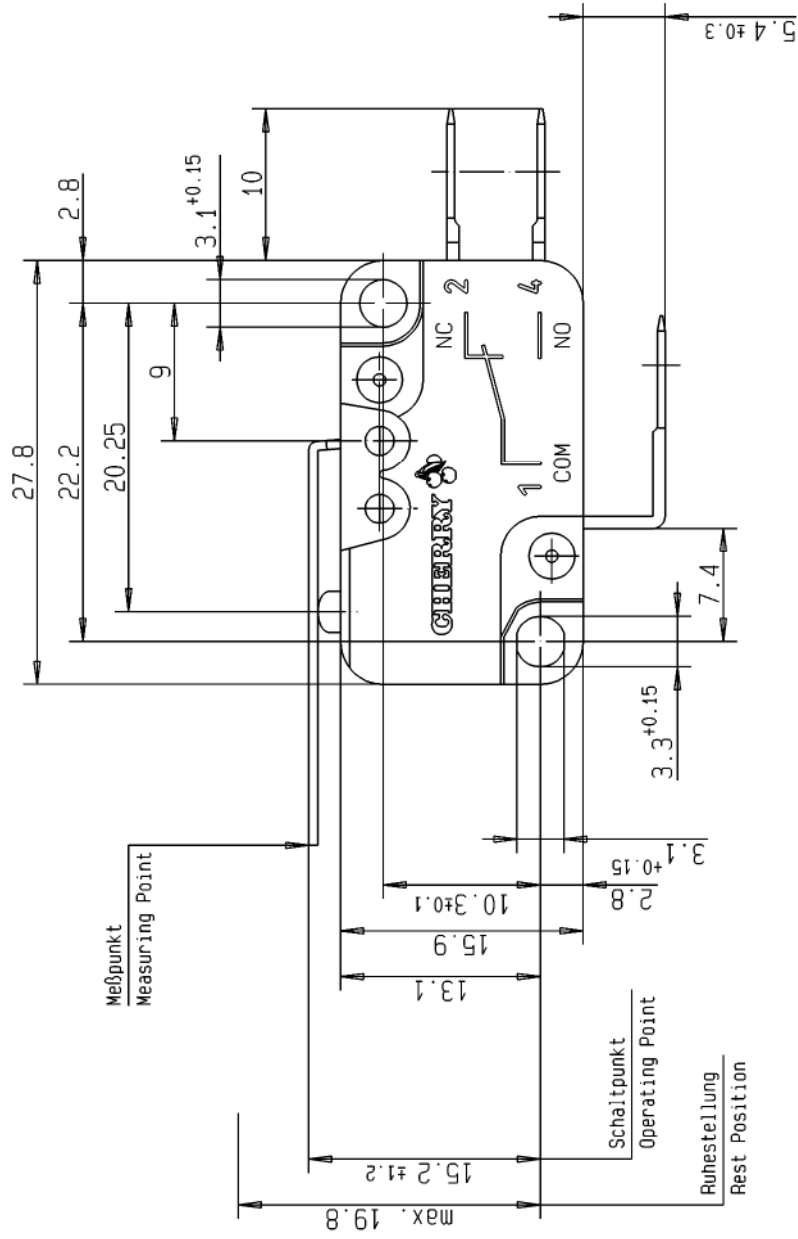 2.8
3.1 +0.15
10
27.8
22.2
20.25
9
5.4 ±0.3
NC 2
4
NO
1
COM
CHERRY
7.4
3.3 +0.15
3.1 +0.15
2.8
10.3±0.1
15.9
13.1
Meßpunkt
Measuring Point
15.2 ±1.2
max. 19.8
Schaltpunkt
Operating Point
Ruhestellung
Rest Position